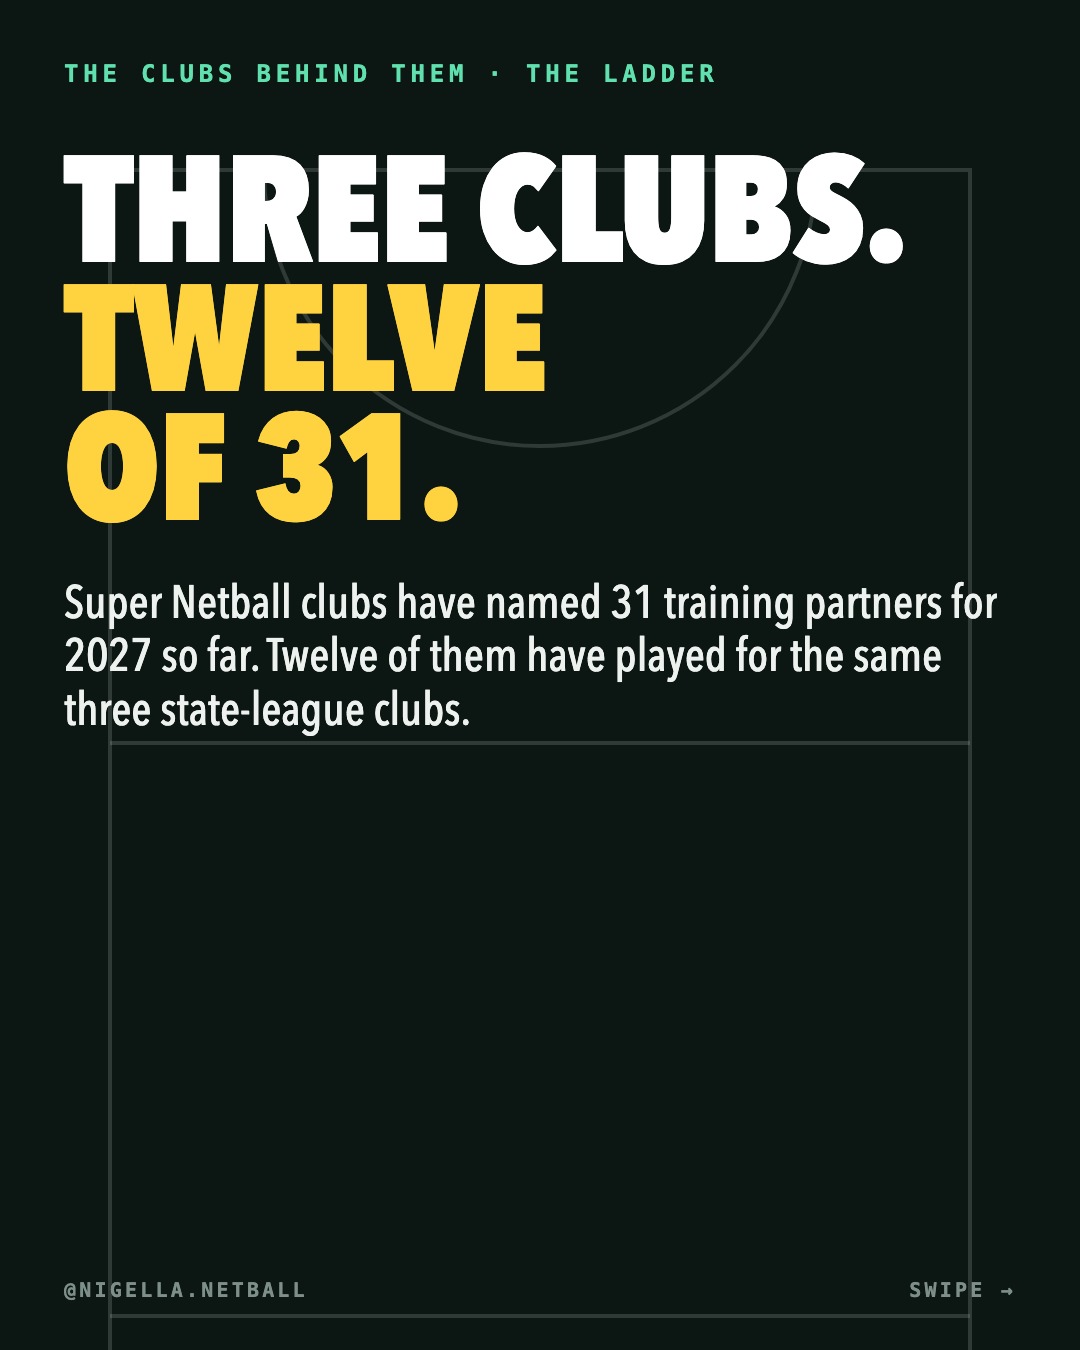 THE CLUBS BEHIND THEM · THE LADDER
THREE CLUBS.
TWELVE
OF 31.
Super Netball clubs have named 31 training partners for
2027 so far. Twelve of them have played for the same
three state-league clubs.
@NIGELLA.NETBALL
SWIPE →